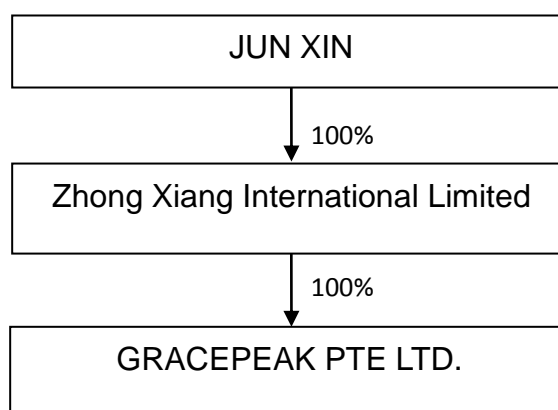 JUN XIN
100%
Zhong Xiang International Limited
100%
GRACEPEAK PTE LTD.